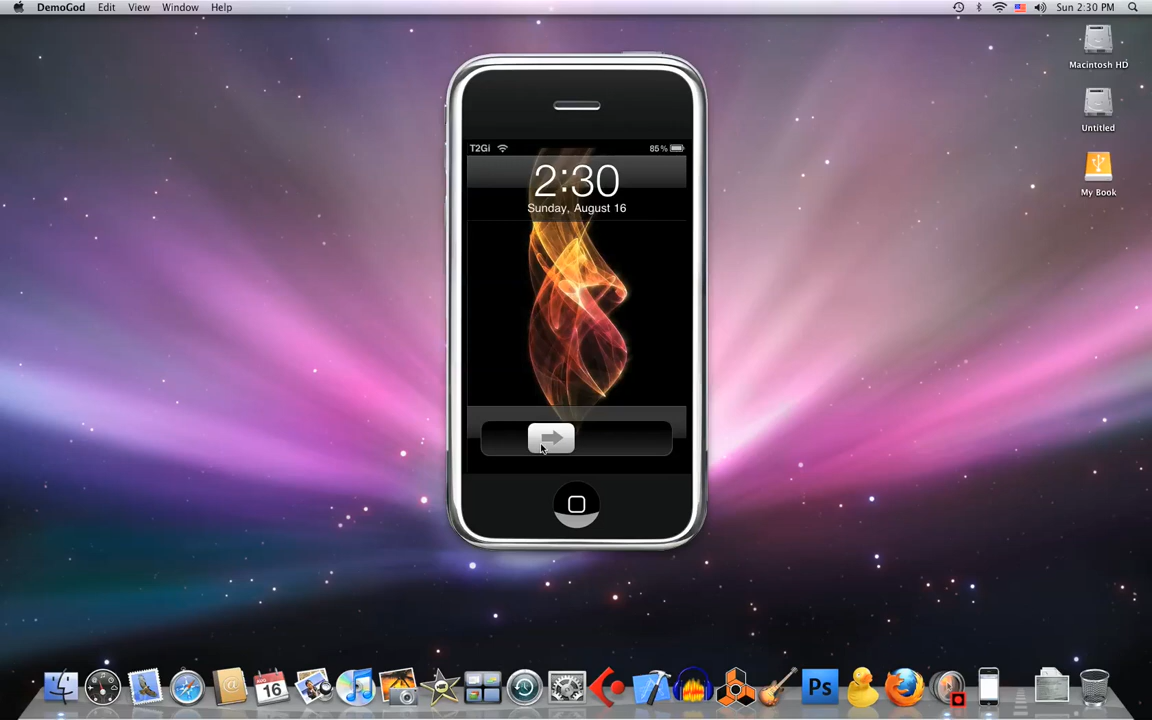 DemoGod Edit View Window Help Sun 2:30 PM
Macintosh HD
Untitled
My Book
T2Gi 85%
2:30
Sunday, August 16
16
Ps